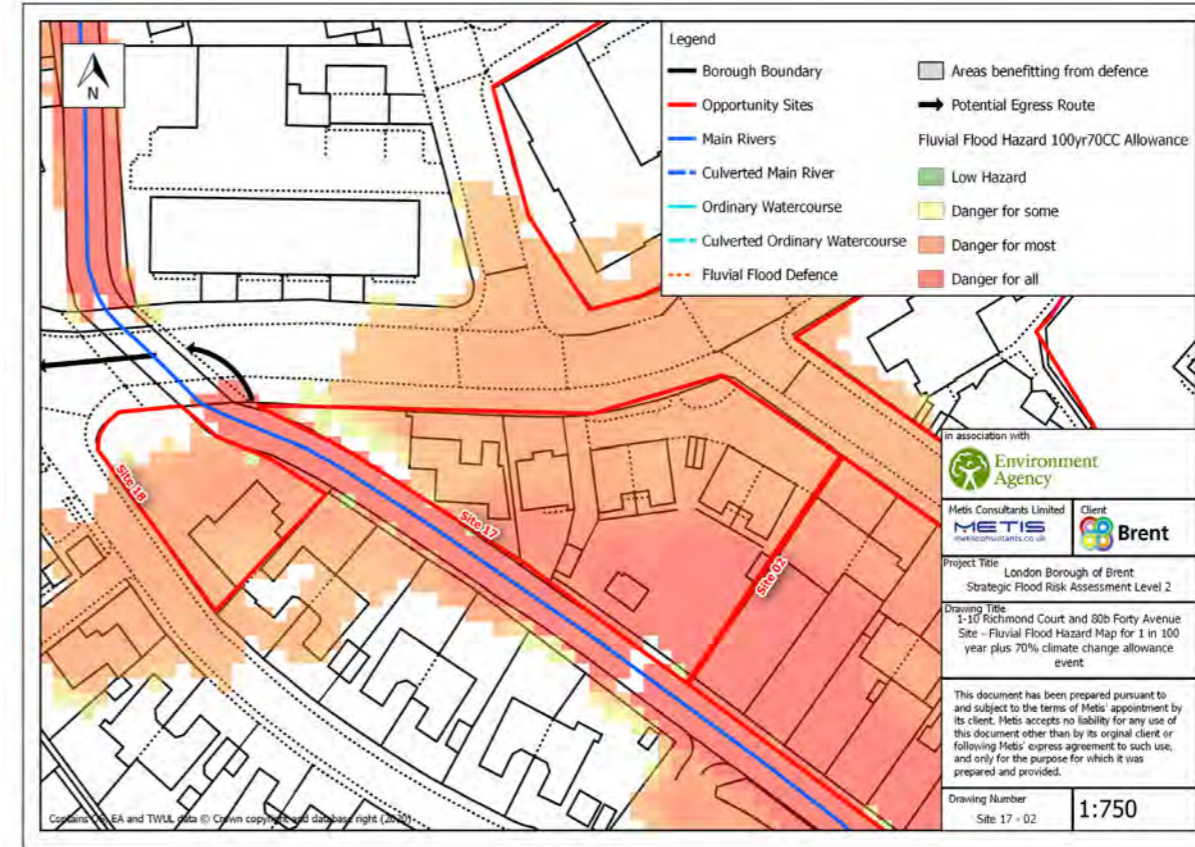 N
Legend
Borough Boundary
Opportunity Sites
Main Rivers
Culverted Main River
Ordinary Watercourse
Culverted Ordinary Watercourse
Fluvial Flood Defence
Areas benefitting from defence
Potential Egress Route
Fluvial Flood Hazard 100yr70CC Allowance
Low Hazard
Danger for some
Danger for most
Danger for all
Site 18
Site 17
Site 02
in association with
Environment
Agency
Metis Consultants Limited
METIS
metisconsultants.co.uk
Client
Brent
Project Title
London Borough of Brent
Strategic Flood Risk Assessment Level 2
Drawing Title
1-10 Richmond Court and 80b Forty Avenue
Site - Fluvial Flood Hazard Map for 1 in 100
year plus 70% climate change allowance
event
This document has been prepared pursuant to
and subject to the terms of Metis' appointment by
its client. Metis accepts no liability for any use of
this document other than by its orginal client or
following Metis' express agreement to such use,
and only for the purpose for which it was
prepared and provided.
Drawing Number
Site 17 - 02
1:750
Contains EA and TWUL data © Crown copyright and database right (2020)